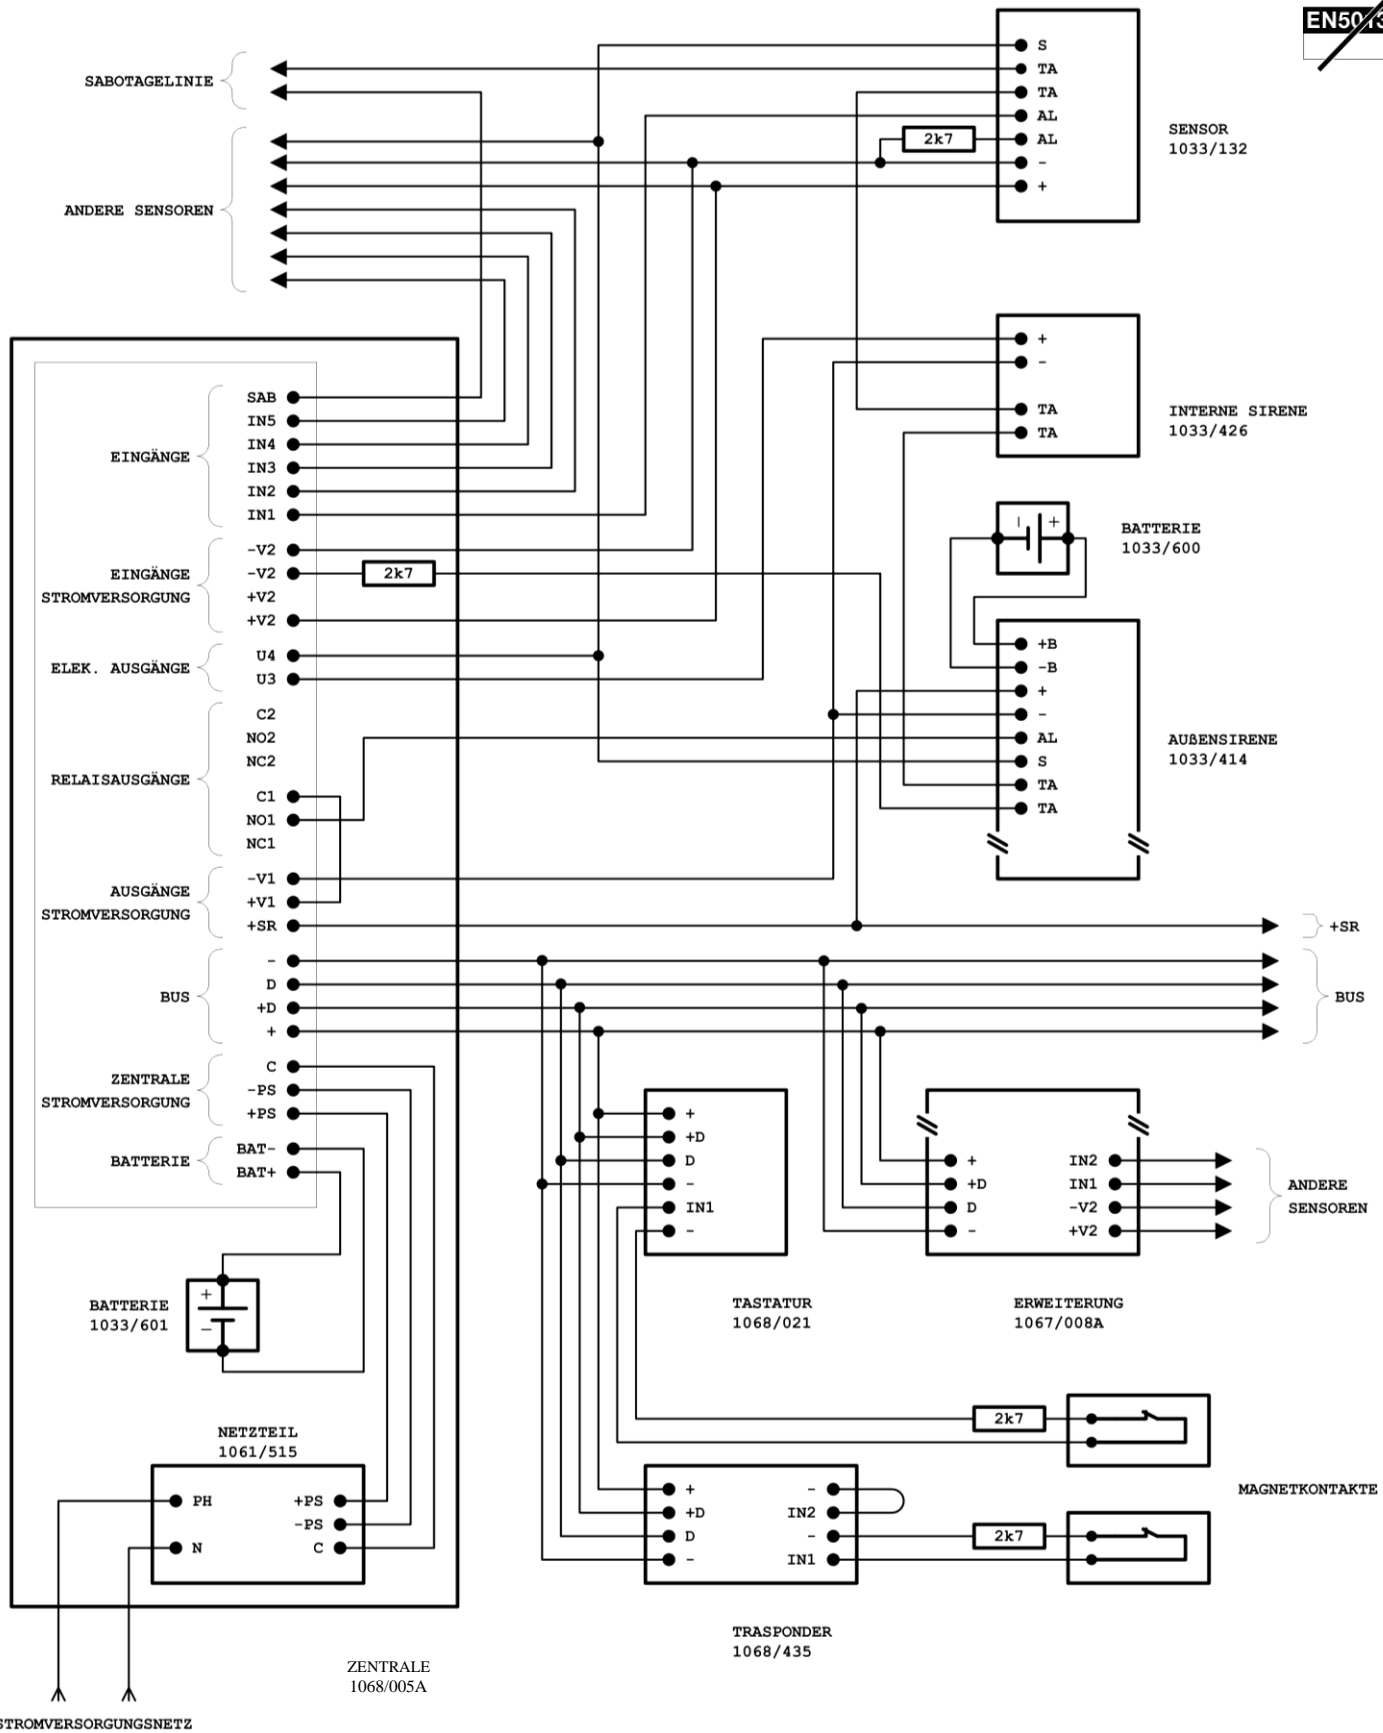 EN5013
S
TA
TA
AL
AL
-
+
2k7
SENSOR
1033/132
SABOTAGELINIE
ANDERE SENSOREN
+
-
TA
TA
INTERNE SIRENE
1033/426
EINGÄNGE
SAB
IN5
IN4
IN3
IN2
IN1
- +
BATTERIE
1033/600
EINGÄNGE
STROMVERSORGUNG
-V2
-V2
+V2
+V2
2k7
ELEK. AUSGÄNGE
U4
U3
+B
-B
+
-
AL
S
TA
TA
AUßENSIRENE
1033/414
RELAISAUSGÄNGE
C2
NO2
NC2
C1
NO1
NC1
AUSGÄNGE
STROMVERSORGUNG
-V1
+V1
+SR
+SR
BUS
-
D
+D
+
BUS
ZENTRALE
STROMVERSORGUNG
C
-PS
+PS
BATTERIE
BAT-
BAT+
+
+D
D
-
IN1
-
TASTATUR
1068/021
+
+D
D
-
IN2
IN1
-V2
+V2
ANDERE
SENSOREN
ERWEITERUNG
1067/008A
BATTERIE
1033/601
+
-
2k7
NETZTEIL
1061/515
PH
N
+PS
-PS
C
+
+D
D
-
-
IN2
-
IN1
2k7
MAGNETKONTAKTE
TRASPONDER
1068/435
ZENTRALE
1068/005A
STROMVERSORGUNGSNETZ